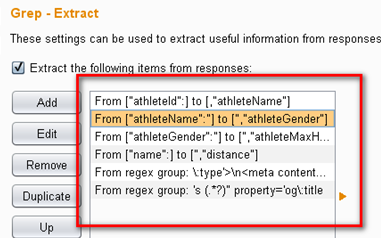 Grep - Extract
These settings can be used to extract useful information from responses
Extract the following items from responses:
Add
Edit
Remove
Duplicate
Up
From ["athleteId\:] to [,"athleteName"]
From ["athleteName\:"] to [","athleteGender"]
From ["athleteGender\:"] to [","athleteMaxH...
From ["name\:] to [","distance"]
From regex group: \:type'>\n<meta content...
From regex group: 's (.*?)" property='og\:title